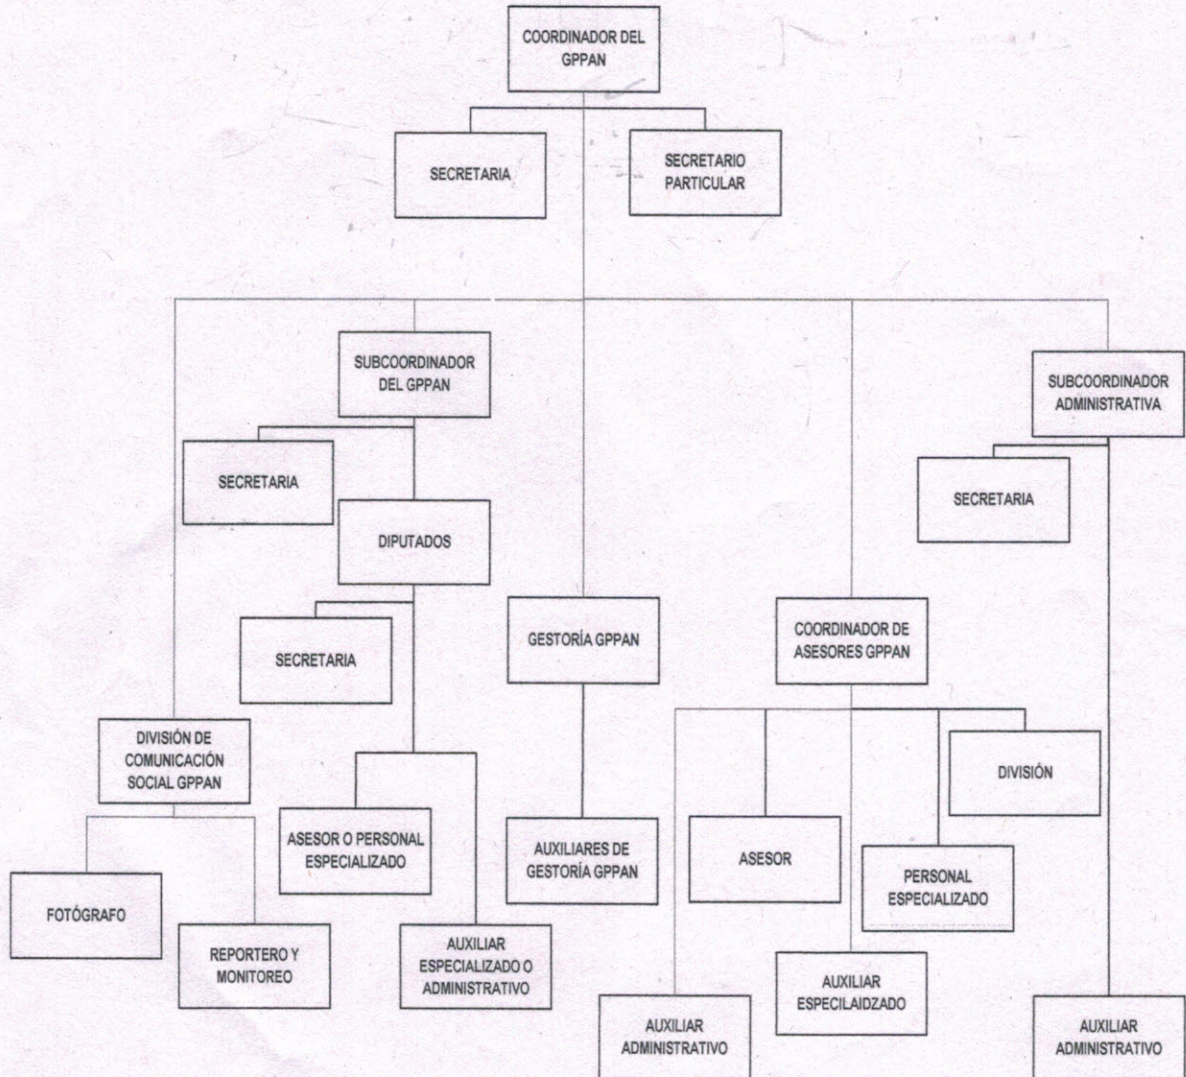 COORDINADOR DEL
GPPAN
SECRETARIA
SECRETARIO
PARTICULAR
SUBCOORDINADOR
DEL GPPAN
SUBCOORDINADOR
ADMINISTRATIVA
SECRETARIA
SECRETARIA
DIPUTADOS
SECRETARIA
GESTORÍA GPPAN
COORDINADOR DE
ASESORES GPPAN
DIVISIÓN DE
COMUNICACIÓN
SOCIAL GPPAN
DIVISIÓN
ASESOR O PERSONAL
ESPECIALIZADO
AUXILIARES DE
GESTORÍA GPPAN
ASESOR
PERSONAL
ESPECIALIZADO
FOTÓGRAFO
REPORTERO Y
MONITOREO
AUXILIAR
ESPECIALIZADO O
ADMINISTRATIVO
AUXILIAR
ESPECILAIDZADO
AUXILIAR
ADMINISTRATIVO
AUXILIAR
ADMINISTRATIVO